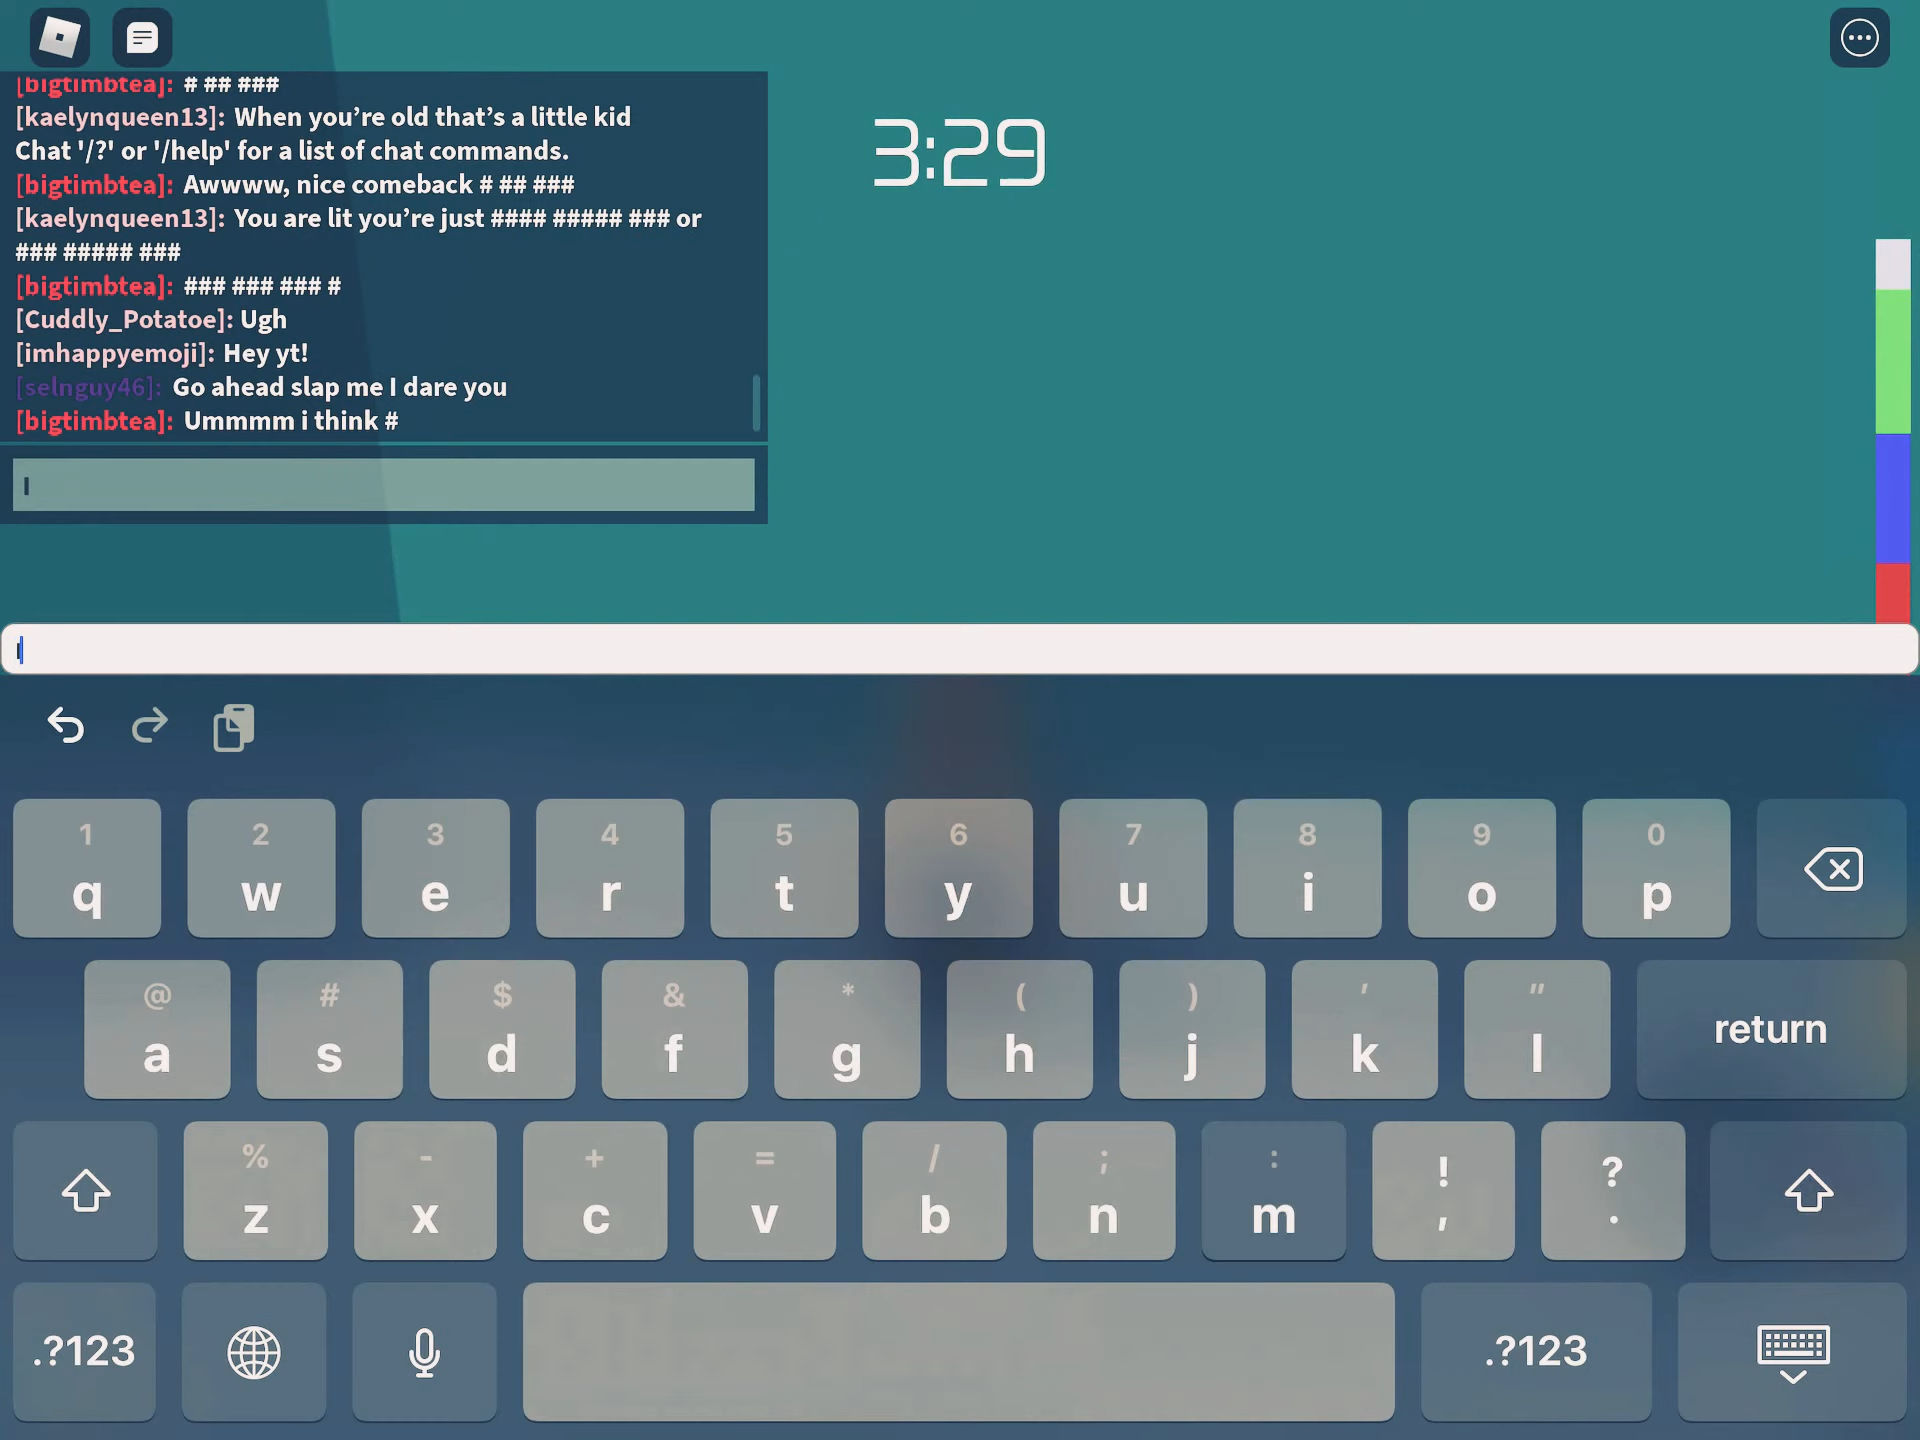 [bigtimbtea]: # ## ###
[kaelynqueen13]: When you’re old that’s a little kid
Chat '/?' or '/help' for a list of chat commands.
[bigtimbtea]: Awwww, nice comeback # ## ###
[kaelynqueen13]: You are lit you’re just #### ##### ### or
### ##### ###
[bigtimbtea]: ### ### ### #
[Cuddly_Potatoe]: Ugh
[imhappyemoji]: Hey yt!
[selnguy46]: Go ahead slap me I dare you
[bigtimbtea]: Ummmm i think #
3:29
I
I
1 2 3 4 5 6 7 8 9 0
q w e r t y u i o p
@ # $ & * ( ) ' "
a s d f g h j k l return
% - + = / ; : ! ?
z x c v b n m , .
.?123 .?123